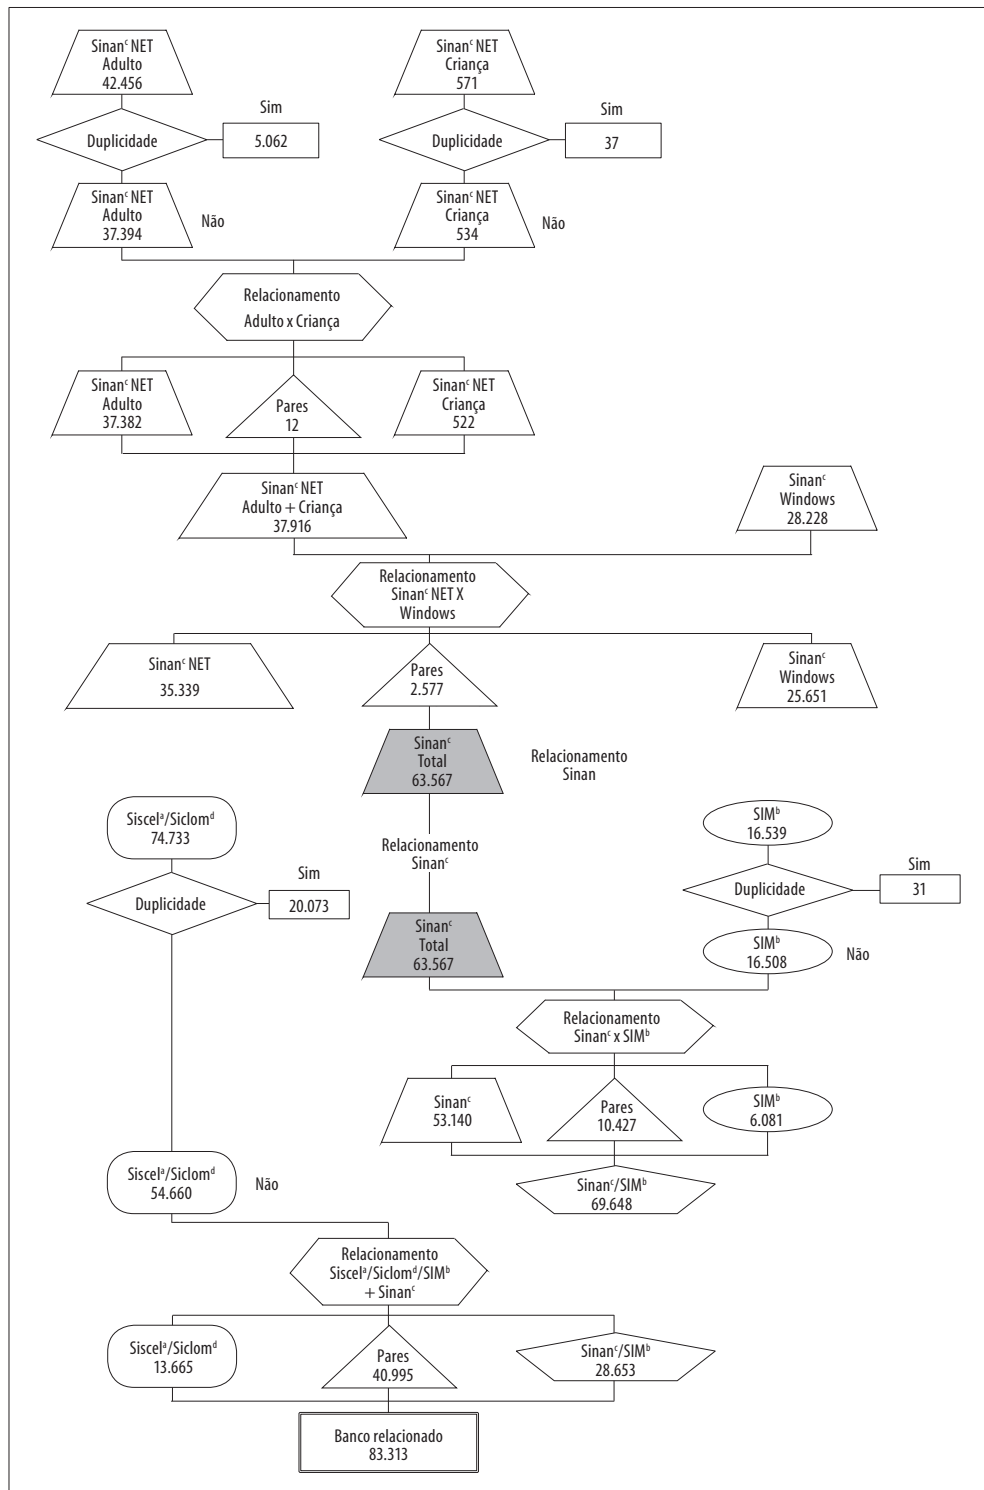 Sinanᶜ NET
Adulto
42.456
Sinanᶜ NET
Criança
571
Sim
Sim
Duplicidade
5.062
Duplicidade
37
Sinanᶜ NET
Adulto
37.394
Não
Sinanᶜ NET
Criança
534
Não
Relacionamento
Adulto x Criança
Sinanᶜ NET
Adulto
37.382
Pares
12
Sinanᶜ NET
Criança
522
Sinanᶜ NET
Adulto + Criança
37.916
Sinanᶜ
Windows
28.228
Relacionamento
Sinanᶜ NET X
Windows
Sinanᶜ NET
35.339
Pares
2.577
Sinanᶜ
Windows
25.651
Sinanᶜ
Total
63.567
Relacionamento
Sinan
Siscelᵃ/Siclomᵈ
74.733
SIMᵇ
16.539
Relacionamento
Sinanᶜ
Sim
Duplicidade
20.073
Sim
Duplicidade
31
Sinanᶜ
Total
63.567
SIMᵇ
16.508
Não
Relacionamento
Sinanᶜ x SIMᵇ
Sinanᶜ
53.140
Pares
10.427
SIMᵇ
6.081
Siscelᵃ/Siclomᵈ
54.660
Não
Sinanᶜ/SIMᵇ
69.648
Relacionamento
Siscelᵃ/Siclomᵈ/SIMᵇ
+ Sinanᶜ
Siscelᵃ/Siclomᵈ
13.665
Pares
40.995
Sinanᶜ/SIMᵇ
28.653
Banco relacionado
83.313